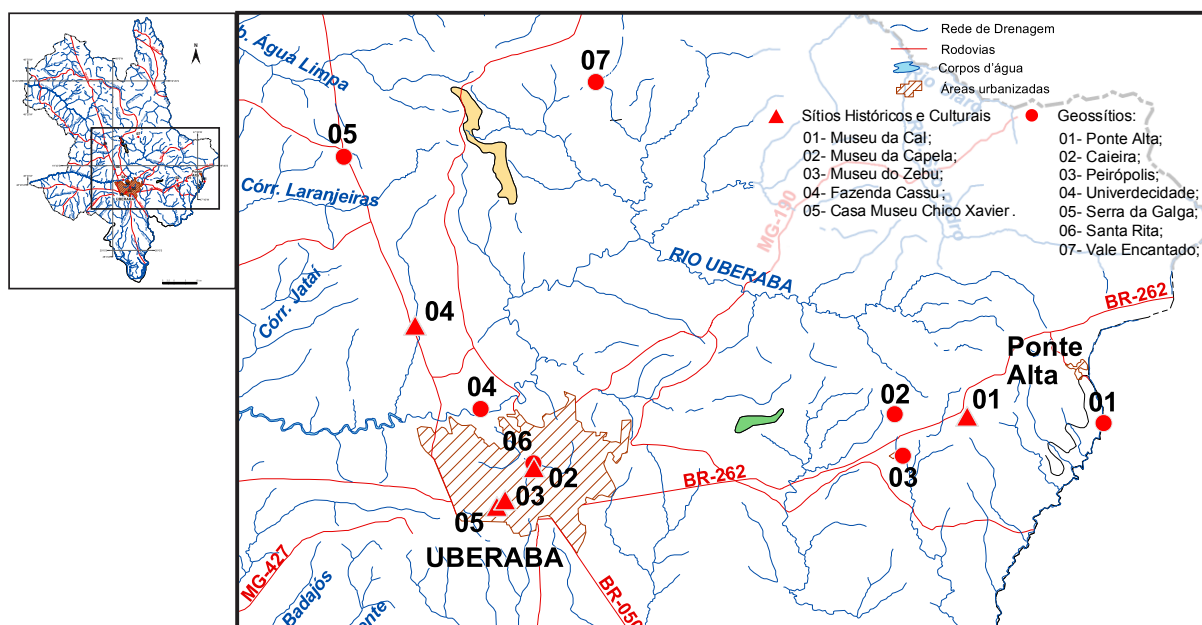 N
b. Água Limpa
07
Rede de Drenagem
Rodovias
Corpos d'água
Áreas urbanizadas
Rio Claro
Sítios Históricos e Culturais
01- Museu da Cal;
02- Museu da Capela;
03- Museu do Zebu;
04- Fazenda Cassu;
05- Casa Museu Chico Xavier.
Geossítios:
01- Ponte Alta;
02- Caieira;
03- Peirópolis;
04- Univerdecidade;
05- Serra da Galga;
06- Santa Rita;
07- Vale Encantado;
05
Córr. Laranjeiras
MG-190
RIO UBERABA
Córr. Jataí
04
BR-262
Ponte
Alta
04
02
01
01
06
02
03
BR-262
03
05
UBERABA
MG-427
BR-050
Badajós
onte